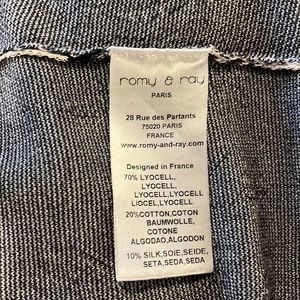 romy & ray
PARIS
28 Rue des Partants
75020 PARIS
FRANCE
www.romy-and-ray.com
Designed in France
70% LYOCELL,
LYOCELL,
LYOCELL,LYOCELL
LIOCEL,LYOCELL
20%COTTON,COTON
BAUMWOLLE,
COTONE
ALGODAO,ALGODON
10% SILK,SOIE,SEIDE,
SETA,SEDA,SEDA